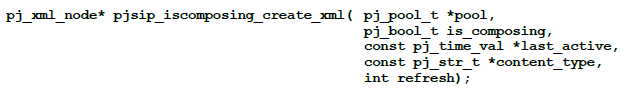 pj_xml_node* pjsip_iscomposing_create_xml( pj_pool_t *pool,
pj_bool_t is_composing,
const pj_time_val *last_active,
const pj_str_t *content_type,
int refresh);